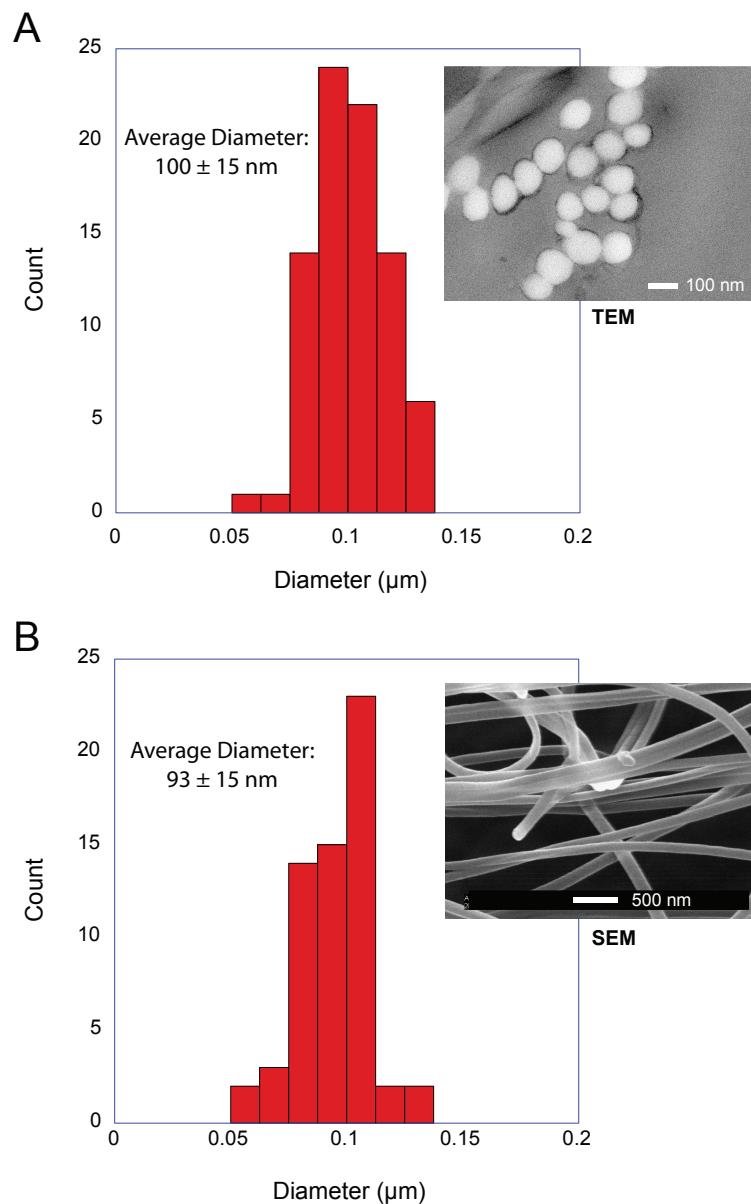 A
25
20
15
10
5
0
Count
Average Diameter:
100 ± 15 nm
100 nm
TEM
0 0.05 0.1 0.15 0.2
Diameter (µm)
B
25
20
15
10
5
0
Count
Average Diameter:
93 ± 15 nm
500 nm
SEM
0 0.05 0.1 0.15 0.2
Diameter (µm)